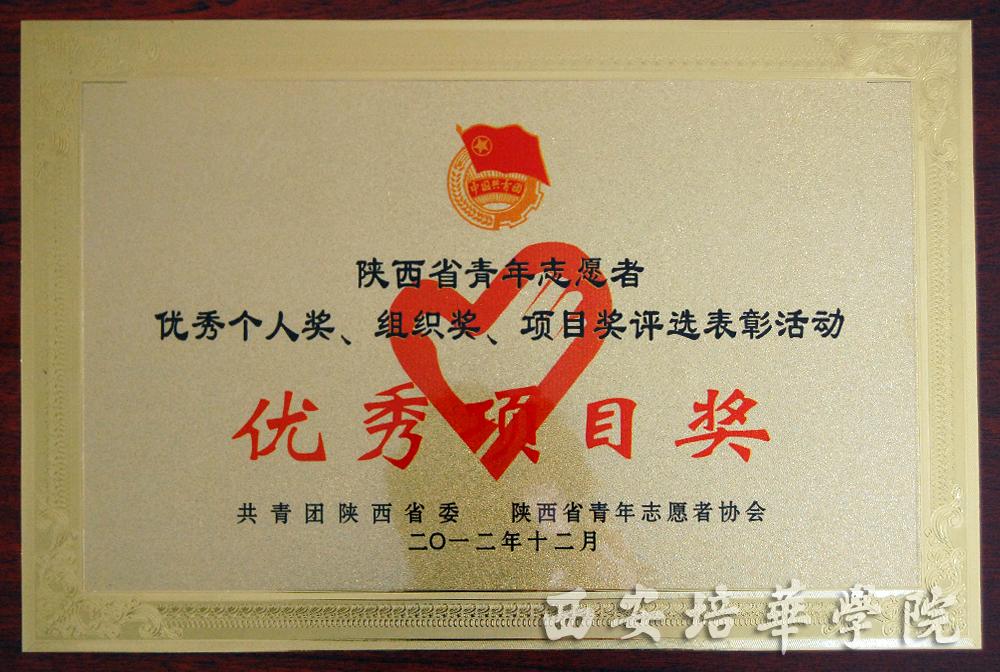 中国共青团
陕西省青年志愿者
优秀个人奖、组织奖、项目奖评选表彰活动
优秀项目奖
共青团陕西省委 陕西省青年志愿者协会
二〇一二年十二月
西安培華学院